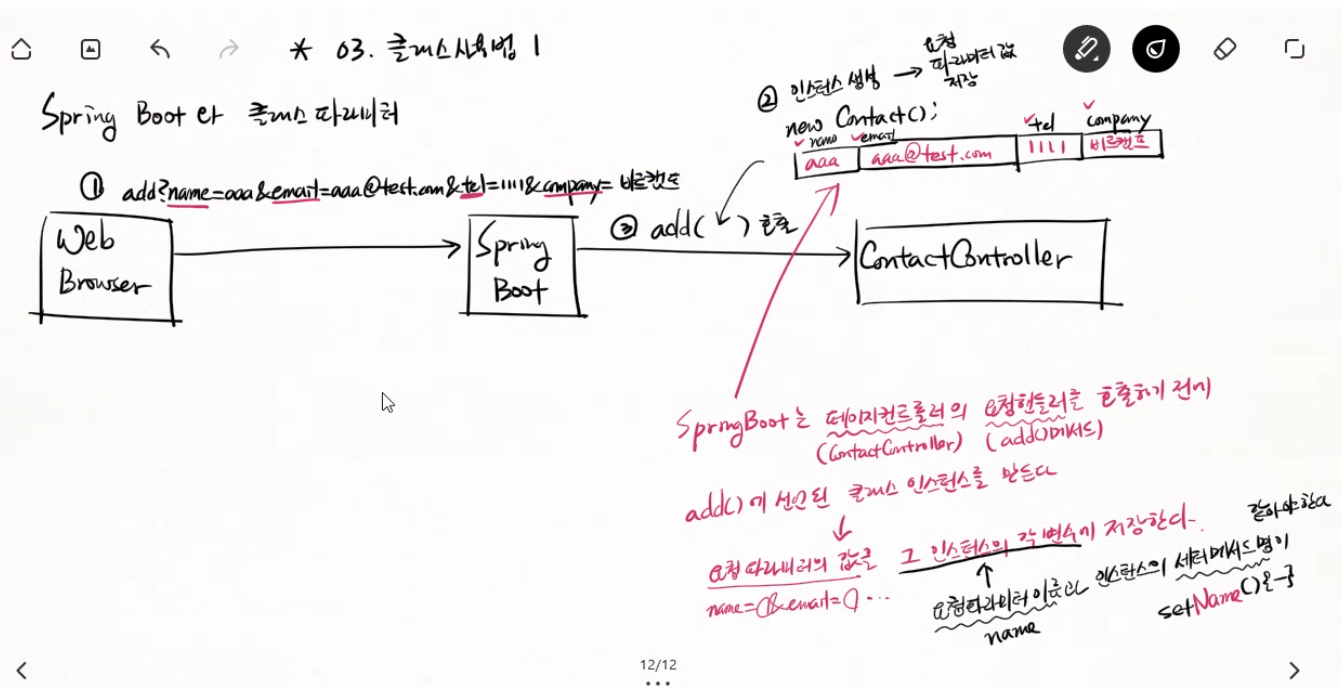 * 03. 클래스 사용법 1
Spring Boot와 클래스 파라미터
① add?name=aaa&email=aaa@test.com&tel=1111&company=비트캠프
Web
Browser
Spring
Boot
② 인스턴스 생성 → 요청
파라미터 값
저장
new Contact();
name email tel company
aaa aaa@test.com 1111 비트캠프
③ add( ) 호출
ContactController
SpringBoot는 페이지컨트롤러의 요청핸들러를 호출하기 전에
(ContactController) (add()메서드)
add()에 선언된 클래스 인스턴스를 만든다
↓
요청 파라미터의 값을 그 인스턴스의 각 변수에 저장한다.
name=○&email=○ ...
↑
요청파라미터 이름과 인스턴스의 세터메서드명이
같아야 한다
name
setName(){~}
12/12